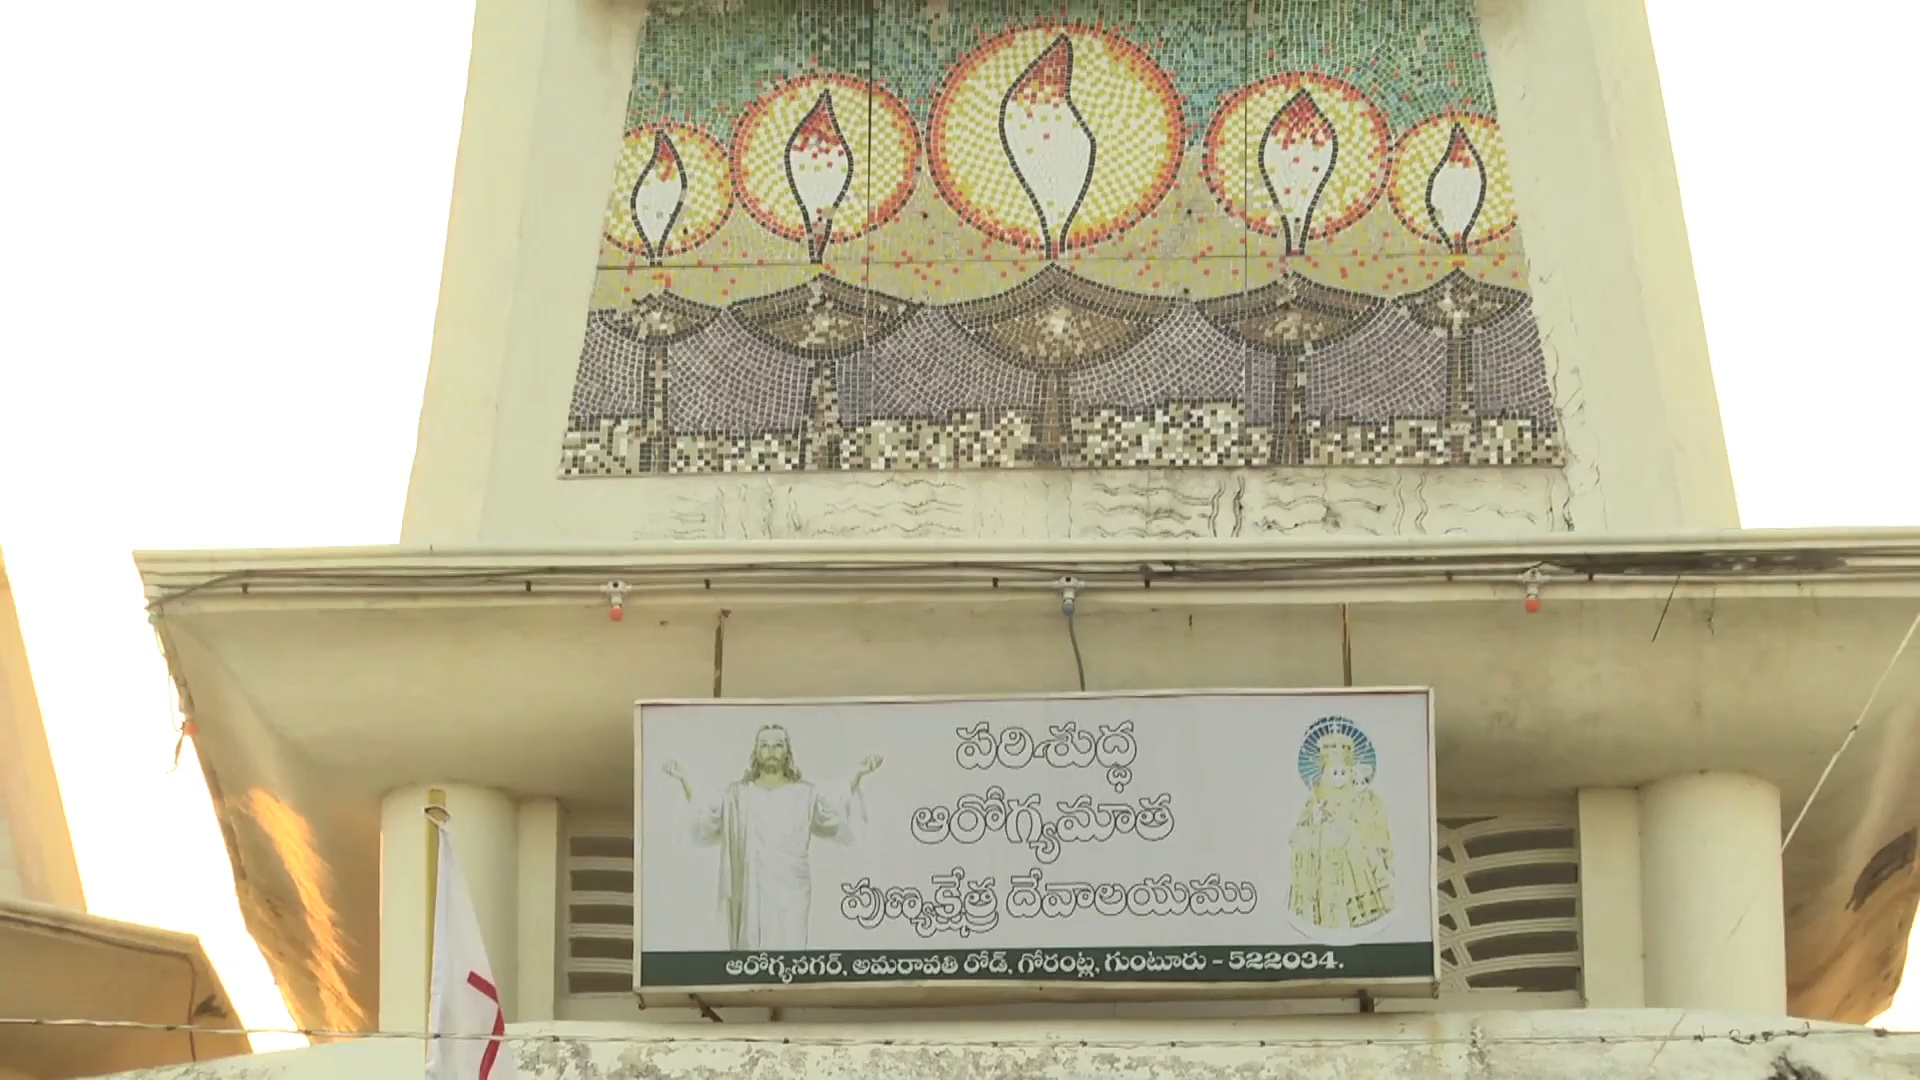 పరిశుద్ధ
ఆరోగ్యమాత
పుణ్యక్షేత్ర దేవాలయము
ఆరోగ్యనగర్, అమరావతి రోడ్, గోరంట్ల, గుంటూరు - 522034.